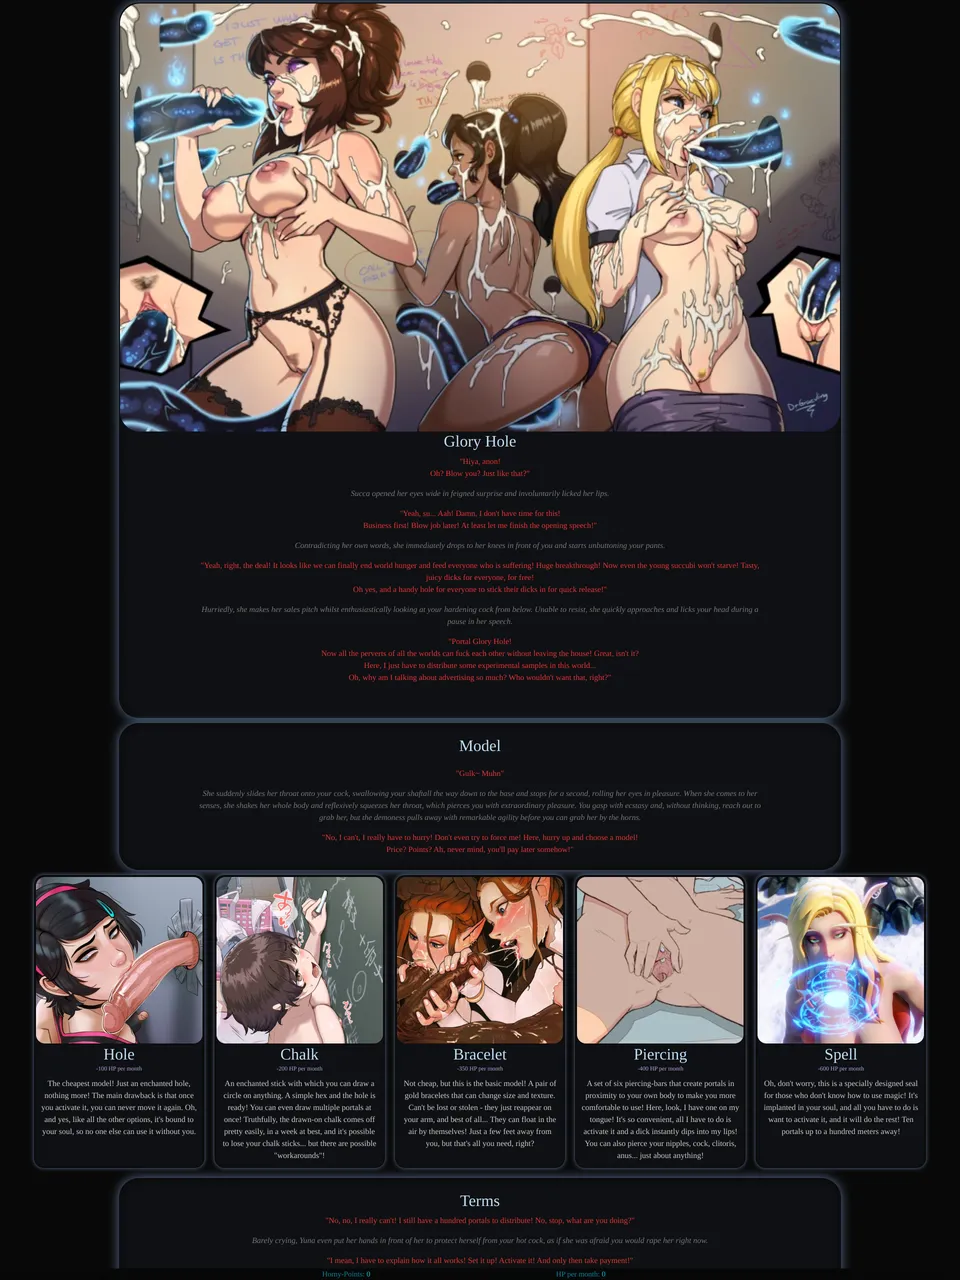 Glory Hole
"Hiya, anon!
Oh? Blow you? Just like that?"
Succa opened her eyes wide in feigned surprise and involumarily licked her lips.
"Yeah, su... Aah! Damn, I don't have time for this!
Business first! Blow job later! At least let me finish the opening speech!"
Contradicting her own words, she immediately drops to her knees in front of you and starts unbuttoning your pants.
"Yeah, right, the deal! It looks like we can finally end world hunger and feed everyone who is suffering! Huge breakthrough! Now even the young succubi won't starve! Tasty,
juicy dicks for everyone, for free!
Oh yes, and a handy hole for everyone to stick their dicks in for quick release!"
Hurriedly, she makes her sales pitch whilst enthusiastically looking at your hardening cock from below. Unable to resist, she quickly approaches and licks your head during a
pause in her speech.
"Portal Glory Hole!
Now all the perverts of all the worlds can fuck each other without leaving the house! Great, isn't it?
Here, I just have to distribute some experimental samples in this world...
Oh, why am I talking about advertising so much? Who wouldn't want that, right?"
Model
"Gulk~ Muhn"
She suddenly slides her throat onto your cock, swallowing your shaftall the way down to the base and stops for a second, rolling her eyes in pleasure. When she comes to her
senses, she shakes her whole body and reflexively squeezes her throat, which pierces you with extraordinary pleasure. You gasp with ecstasy and, without thinking, reach out to
grab her, but the demoness pulls away with remarkable agility before you can grab her by the horns.
"No, I can't, I really have to hurry! Don't even try to force me! Here, hurry up and choose a model!
Price? Points? Ah, never mind, you'll pay later somehow!"
Hole
-100 HP per month
The cheapest model! Just an enchanted hole,
nothing more! The main drawback is that once
you activate it, you can never move it again. Oh,
and yes, like all the other options, it's bound to
your soul, so no one else can use it without you.
Chalk
-200 HP per month
An enchanted stick with which you can draw a
circle on anything. A simple hex and the hole is
ready! You can even draw multiple portals at
once! Truthfully, the drawn-on chalk comes off
pretty easily, in a week at best, and it's possible
to lose your chalk sticks... but there are possible
"workarounds"!
Bracelet
-350 HP per month
Not cheap, but this is the basic model! A pair of
gold bracelets that can change size and texture.
Can't be lost or stolen - they just reappear on
your arm, and best of all... They can float in the
air by themselves! Just a few feet away from
you, but that's all you need, right?
Piercing
-400 HP per month
A set of six piercing-bars that create portals in
proximity to your own body to make you more
comfortable to use! Here, look, I have one on my
tongue! It's so convenient, all I have to do is
activate it and a dick instantly dips into my lips!
You can also pierce your nipples, cock, clitoris,
anus... just about anything!
Spell
-600 HP per month
Oh, don't worry, this is a specially designed seal
for those who don't know how to use magic! It's
implanted in your soul, and all you have to do is
want to activate it, and it will do the rest! Ten
portals up to a hundred meters away!
Terms
"No, no, I really can't! I still have a hundred portals to distribute! No, stop, what are you doing?"
Barely crying, Yuna even put her hands in front of her to protect herself from your hot cock, as if she was afraid you would rape her right now.
"I mean, I have to explain how it all works! Set it up! Activate it! And only then take payment!"
Horny-Points: 0
HP per month: 0